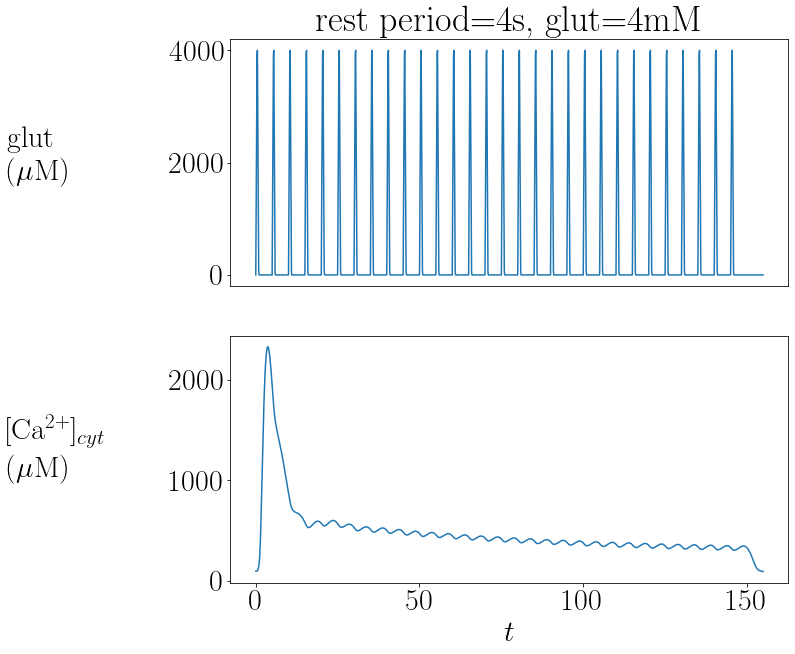 rest period=4s, glut=4mM
4000
glut
(μM)
2000
0
2000
[Ca²⁺]cyt
(μM)
1000
0
0 50 100 150
t